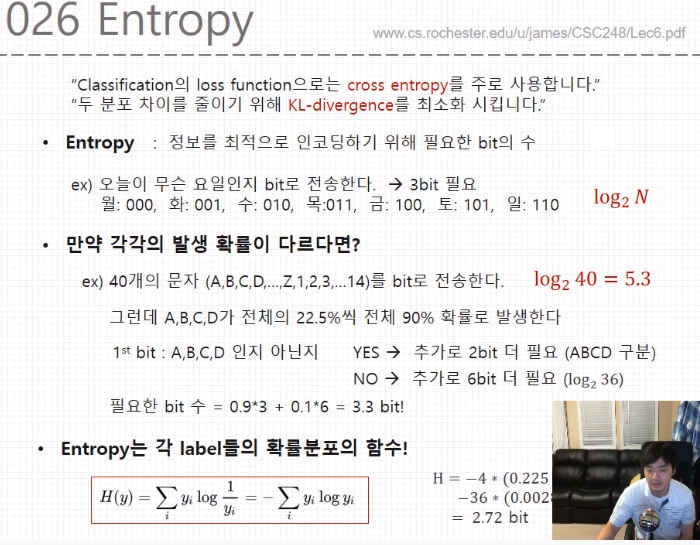 026 Entropy
www.cs.rochester.edu/u/james/CSC248/Lec6.pdf
"Classification의 loss function으로는 cross entropy를 주로 사용합니다."
"두 분포 차이를 줄이기 위해 KL-divergence를 최소화 시킵니다."
• Entropy : 정보를 최적으로 인코딩하기 위해 필요한 bit의 수
ex) 오늘이 무슨 요일인지 bit로 전송한다. → 3bit 필요
월: 000, 화: 001, 수: 010, 목:011, 금: 100, 토: 101, 일: 110
log₂ N
• 만약 각각의 발생 확률이 다르다면?
ex) 40개의 문자 (A,B,C,D,...,Z,1,2,3,...14)를 bit로 전송한다.
log₂ 40 = 5.3
그런데 A,B,C,D가 전체의 22.5%씩 전체 90% 확률로 발생한다
1st bit : A,B,C,D 인지 아닌지 YES → 추가로 2bit 더 필요 (ABCD 구분)
NO → 추가로 6bit 더 필요 (log₂ 36)
필요한 bit 수 = 0.9*3 + 0.1*6 = 3.3 bit!
• Entropy는 각 label들의 확률분포의 함수!
H(y) = ∑ᵢ yᵢ log 1/yᵢ = −∑ᵢ yᵢ log yᵢ
H = −4 ∗ (0.225
−36 ∗ (0.002
= 2.72 bit